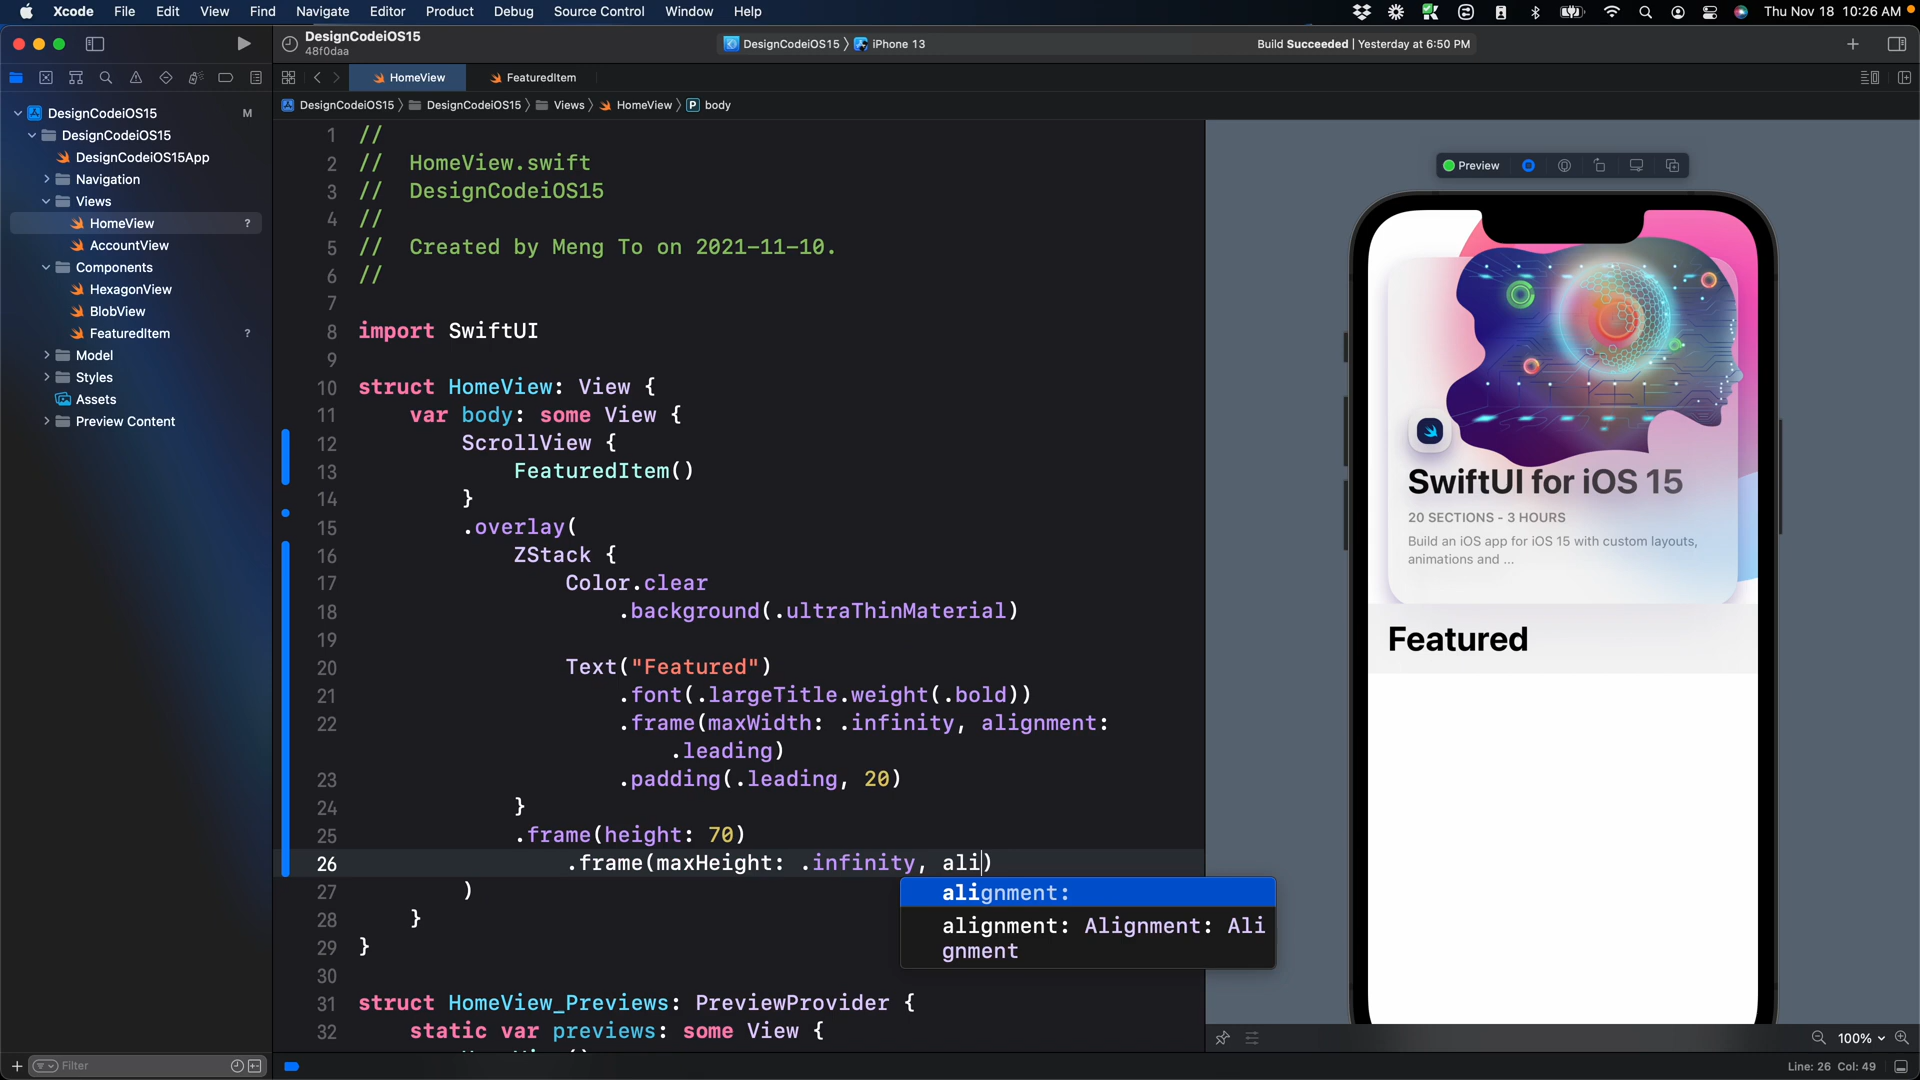 Xcode File Edit View Find Navigate Editor Product Debug Source Control Window Help Thu Nov 18 10:26 AM
DesignCodeiOS15
48f0daa
DesignCodeiOS15 iPhone 13
Build Succeeded | Yesterday at 6:50 PM
HomeView FeaturedItem
DesignCodeiOS15 DesignCodeiOS15 Views HomeView P body
DesignCodeiOS15 M
DesignCodeiOS15
DesignCodeiOS15App
Navigation
Views
HomeView ?
AccountView
Components
HexagonView
BlobView
FeaturedItem ?
Model
Styles
Assets
Preview Content
Filter
1 //
2 // HomeView.swift
3 // DesignCodeiOS15
4 //
5 // Created by Meng To on 2021-11-10.
6 //
7
8 import SwiftUI
9
10 struct HomeView: View {
11 var body: some View {
12 ScrollView {
13 FeaturedItem()
14 }
15 .overlay(
16 ZStack {
17 Color.clear
18 .background(.ultraThinMaterial)
19
20 Text("Featured")
21 .font(.largeTitle.weight(.bold))
22 .frame(maxWidth: .infinity, alignment:
.leading)
23 .padding(.leading, 20)
24 }
25 .frame(height: 70)
26 .frame(maxHeight: .infinity, ali)
27 )
28 }
29 }
30
31 struct HomeView_Previews: PreviewProvider {
32 static var previews: some View {
alignment:
alignment: Alignment: Ali
gnment
Preview
SwiftUI for iOS 15
20 SECTIONS - 3 HOURS
Build an iOS app for iOS 15 with custom layouts,
animations and ...
Featured
100%
Line: 26 Col: 49